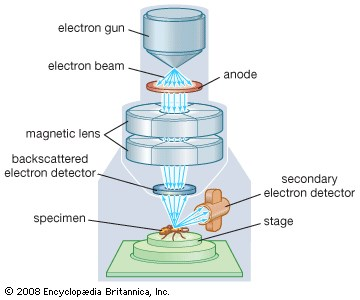 electron gun
electron beam
anode
magnetic lens
backscattered
electron detector
secondary
electron detector
specimen
stage
© 2008 Encyclopædia Britannica, Inc.